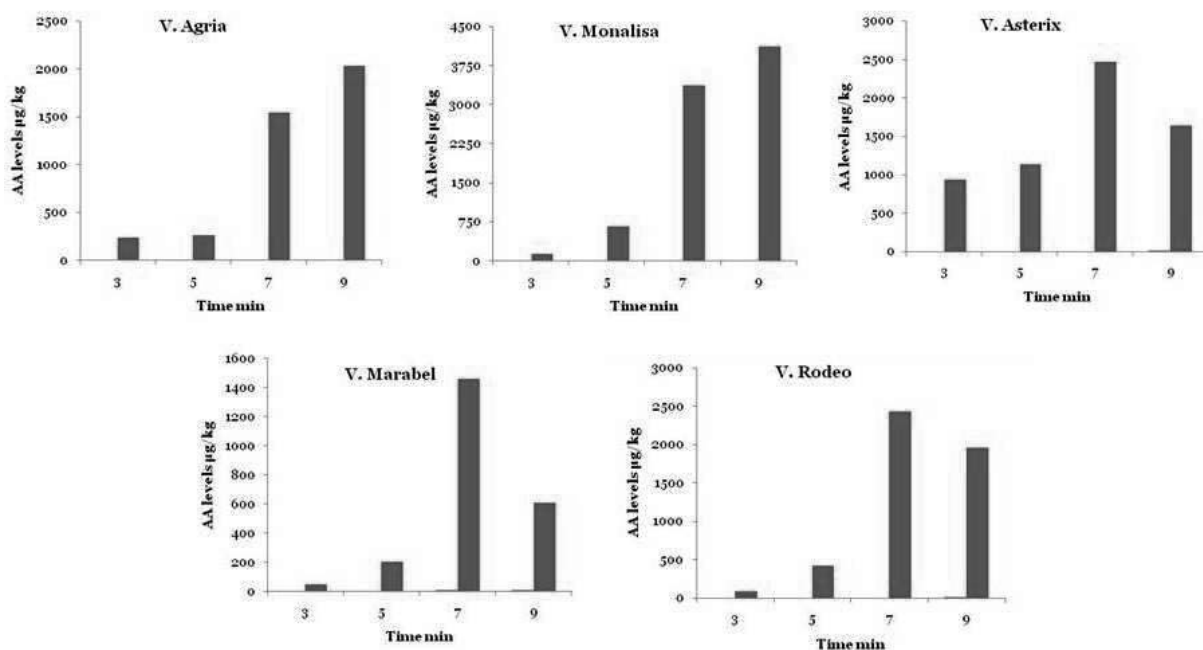 V. Agria
AA levels µg/kg
2500
2000
1500
1000
500
0
3 5 7 9
Time min
V. Monalisa
AA levels µg/kg
4500
3750
3000
2250
1500
750
0
3 5 7 9
Time min
V. Asterix
AA levels µg/kg
3000
2500
2000
1500
1000
500
0
3 5 7 9
Time min
V. Marabel
AA levels µg/kg
1600
1400
1200
1000
800
600
400
200
0
3 5 7 9
Time min
V. Rodeo
AA levels µg/kg
3000
2500
2000
1500
1000
500
0
3 5 7 9
Time min